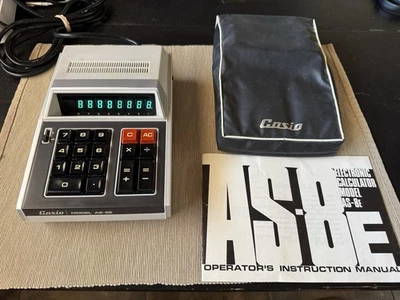 88888888
7 8 9 C AC
4 5 6 × ÷
1 2 3 + −
0 .
Casio MODEL AS-8E
Casio
AS-8E
ELECTRONIC
CALCULATOR
MODEL
AS-8E
OPERATOR'S INSTRUCTION MANUAL